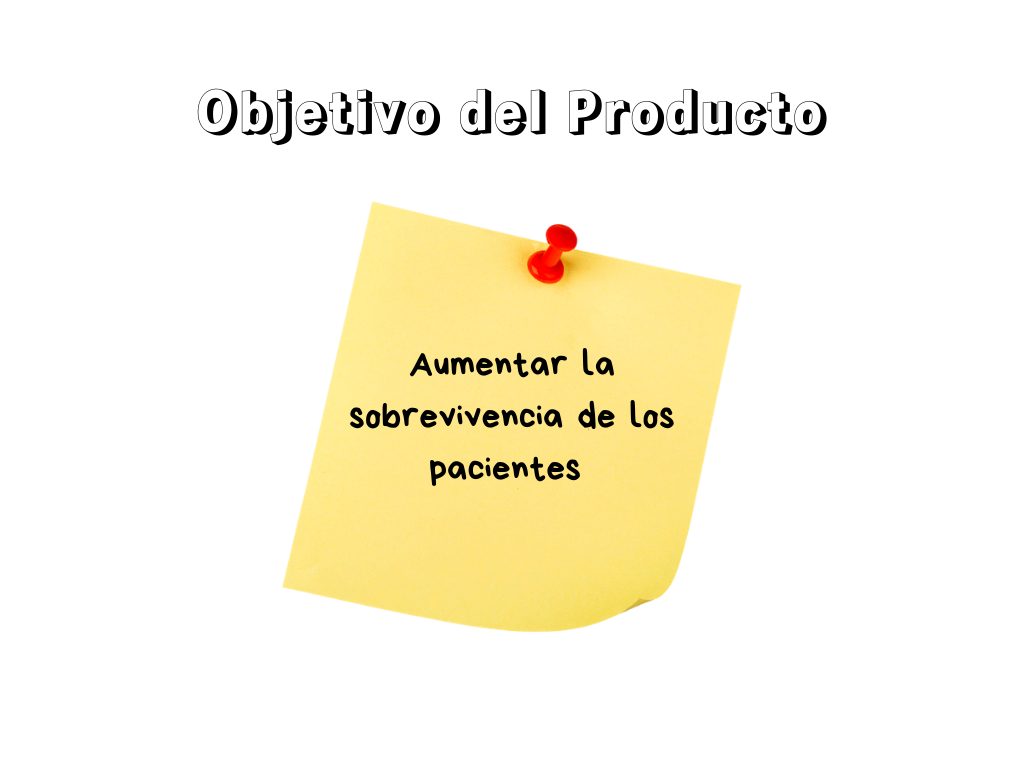 Objetivo del Producto
Aumentar la
sobrevivencia de los
pacientes